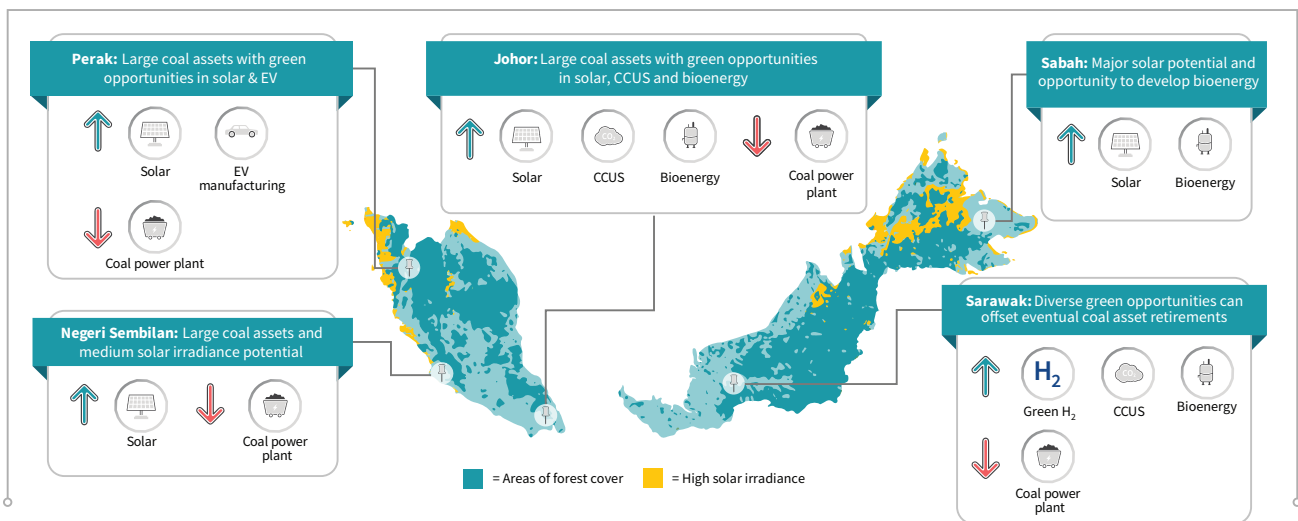 Perak: Large coal assets with green
opportunities in solar & EV
Solar
EV
manufacturing
Coal power plant
Johor: Large coal assets with green opportunities
in solar, CCUS and bioenergy
Solar
CO₂
CCUS
Bioenergy
Coal power
plant
Sabah: Major solar potential and
opportunity to develop bioenergy
Solar
Bioenergy
Negeri Sembilan: Large coal assets and
medium solar irradiance potential
Solar
Coal power
plant
Sarawak: Diverse green opportunities can
offset eventual coal asset retirements
H₂
Green H₂
CO₂
CCUS
Bioenergy
Coal power
plant
= Areas of forest cover
= High solar irradiance